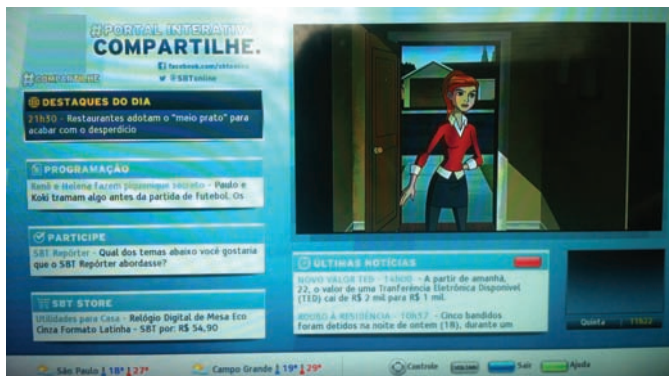 #PORTAL INTERATIV
COMPARTILHE.
facebook.com/sbtonline
@SBTonline
#COMPARTILHE
DESTAQUES DO DIA
21h30 - Restaurantes adotam o "meio prato" para
acabar com o desperdício
PROGRAMAÇÃO
Renê e Helena fazem piquenique secreto - Paulo e
Koki tramam algo antes da partida de Futebol. Os
PARTICIPE
SBT Repórter - Qual dos temas abaixo você gostaria
que o SBT Repórter abordasse?
SBT STORE
Utilidades para Casa - Relógio Digital de Mesa Eco
Cinza Formato Latinha - SBT por: R$ 54,90
ÚLTIMAS NOTÍCIAS
NOVO VALOR TED - 14h00 - A partir de amanhã,
22, o valor de uma Tranferência Eletrônica Disponível
(TED) cai de R$ 2 mil para R$ 1 mil.
ROUBO À RESIDÊNCIA - 10h37 - Cinco bandidos
foram detidos na noite de ontem (18), durante um
Quinta 11h22
São Paulo 18° 27°
Campo Grande 19° 29°
Controle
VOLTAR
Sair
Ajuda